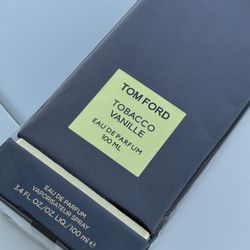 TOM FORD
TOBACCO
VANILLE
EAU DE PARFUM
100 ML
EAU DE PARFUM
VAPORISATEUR SPRAY
3.4 FL.OZ/OZ.LIQ/100 ml ℮